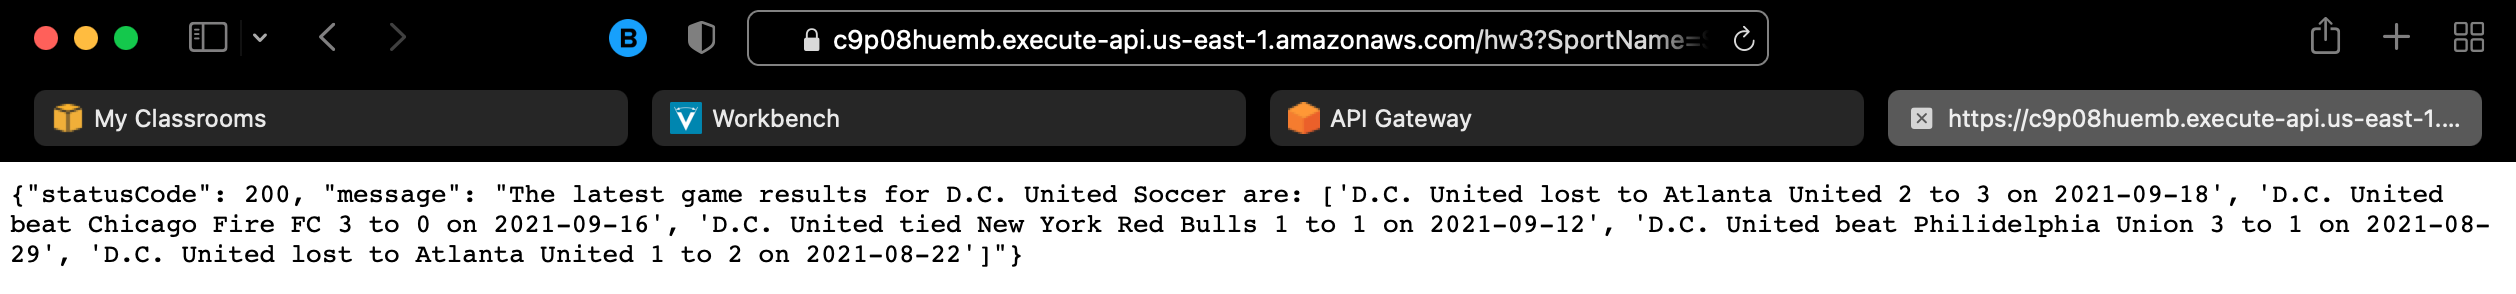 B
c9p08huemb.execute-api.us-east-1.amazonaws.com/hw3?SportName=
My Classrooms
Workbench
API Gateway
https://c9p08huemb.execute-api.us-east-1....
{"statusCode": 200, "message": "The latest game results for D.C. United Soccer are: ['D.C. United lost to Atlanta United 2 to 3 on 2021-09-18', 'D.C. United
beat Chicago Fire FC 3 to 0 on 2021-09-16', 'D.C. United tied New York Red Bulls 1 to 1 on 2021-09-12', 'D.C. United beat Philidelphia Union 3 to 1 on 2021-08-
29', 'D.C. United lost to Atlanta United 1 to 2 on 2021-08-22']"}